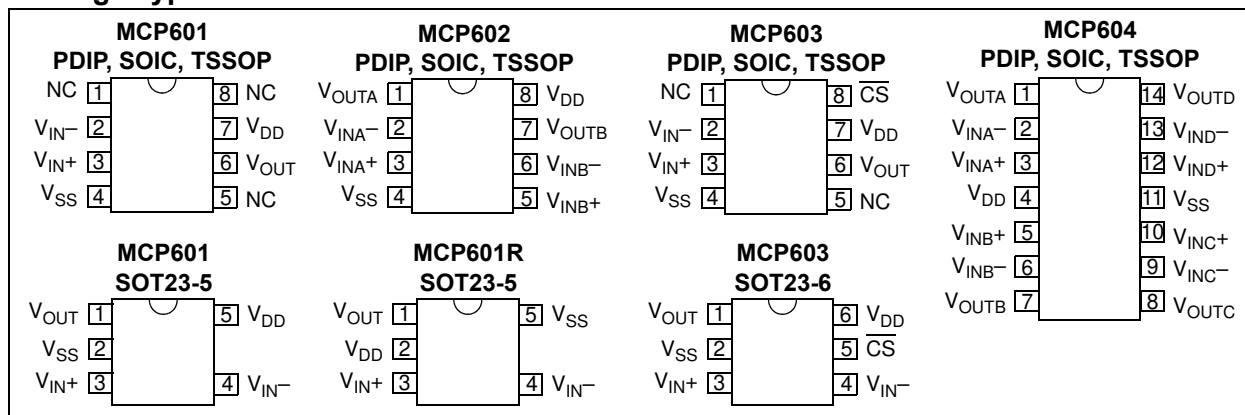 MCP601
PDIP, SOIC, TSSOP
NC 1 8 NC
VIN– 2 7 VDD
VIN+ 3 6 VOUT
VSS 4 5 NC
MCP602
PDIP, SOIC, TSSOP
VOUTA 1 8 VDD
VINA– 2 7 VOUTB
VINA+ 3 6 VINB–
VSS 4 5 VINB+
MCP603
PDIP, SOIC, TSSOP
NC 1 8 C̅S̅
VIN– 2 7 VDD
VIN+ 3 6 VOUT
VSS 4 5 NC
MCP604
PDIP, SOIC, TSSOP
VOUTA 1 14 VOUTD
VINA– 2 13 VIND–
VINA+ 3 12 VIND+
VDD 4 11 VSS
VINB+ 5 10 VINC+
VINB– 6 9 VINC–
VOUTB 7 8 VOUTC
MCP601
SOT23-5
VOUT 1 5 VDD
VSS 2
VIN+ 3 4 VIN–
MCP601R
SOT23-5
VOUT 1 5 VSS
VDD 2
VIN+ 3 4 VIN–
MCP603
SOT23-6
VOUT 1 6 VDD
VSS 2 5 C̅S̅
VIN+ 3 4 VIN–